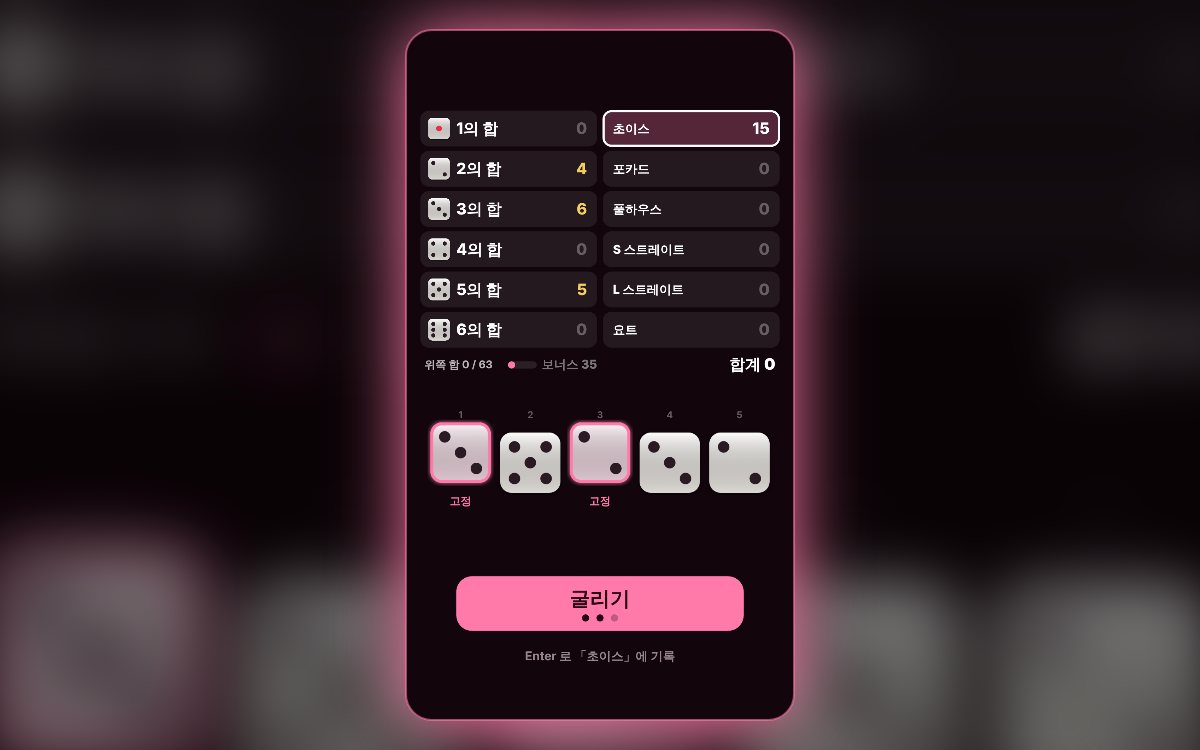 1의 합 0
2의 합 4
3의 합 6
4의 합 0
5의 합 5
6의 합 0
초이스 15
포카드 0
풀하우스 0
S 스트레이트 0
L 스트레이트 0
요트 0
위쪽 합 0 / 63 보너스 35
합계 0
1 2 3 4 5
고정 고정
굴리기
Enter 로 「초이스」에 기록